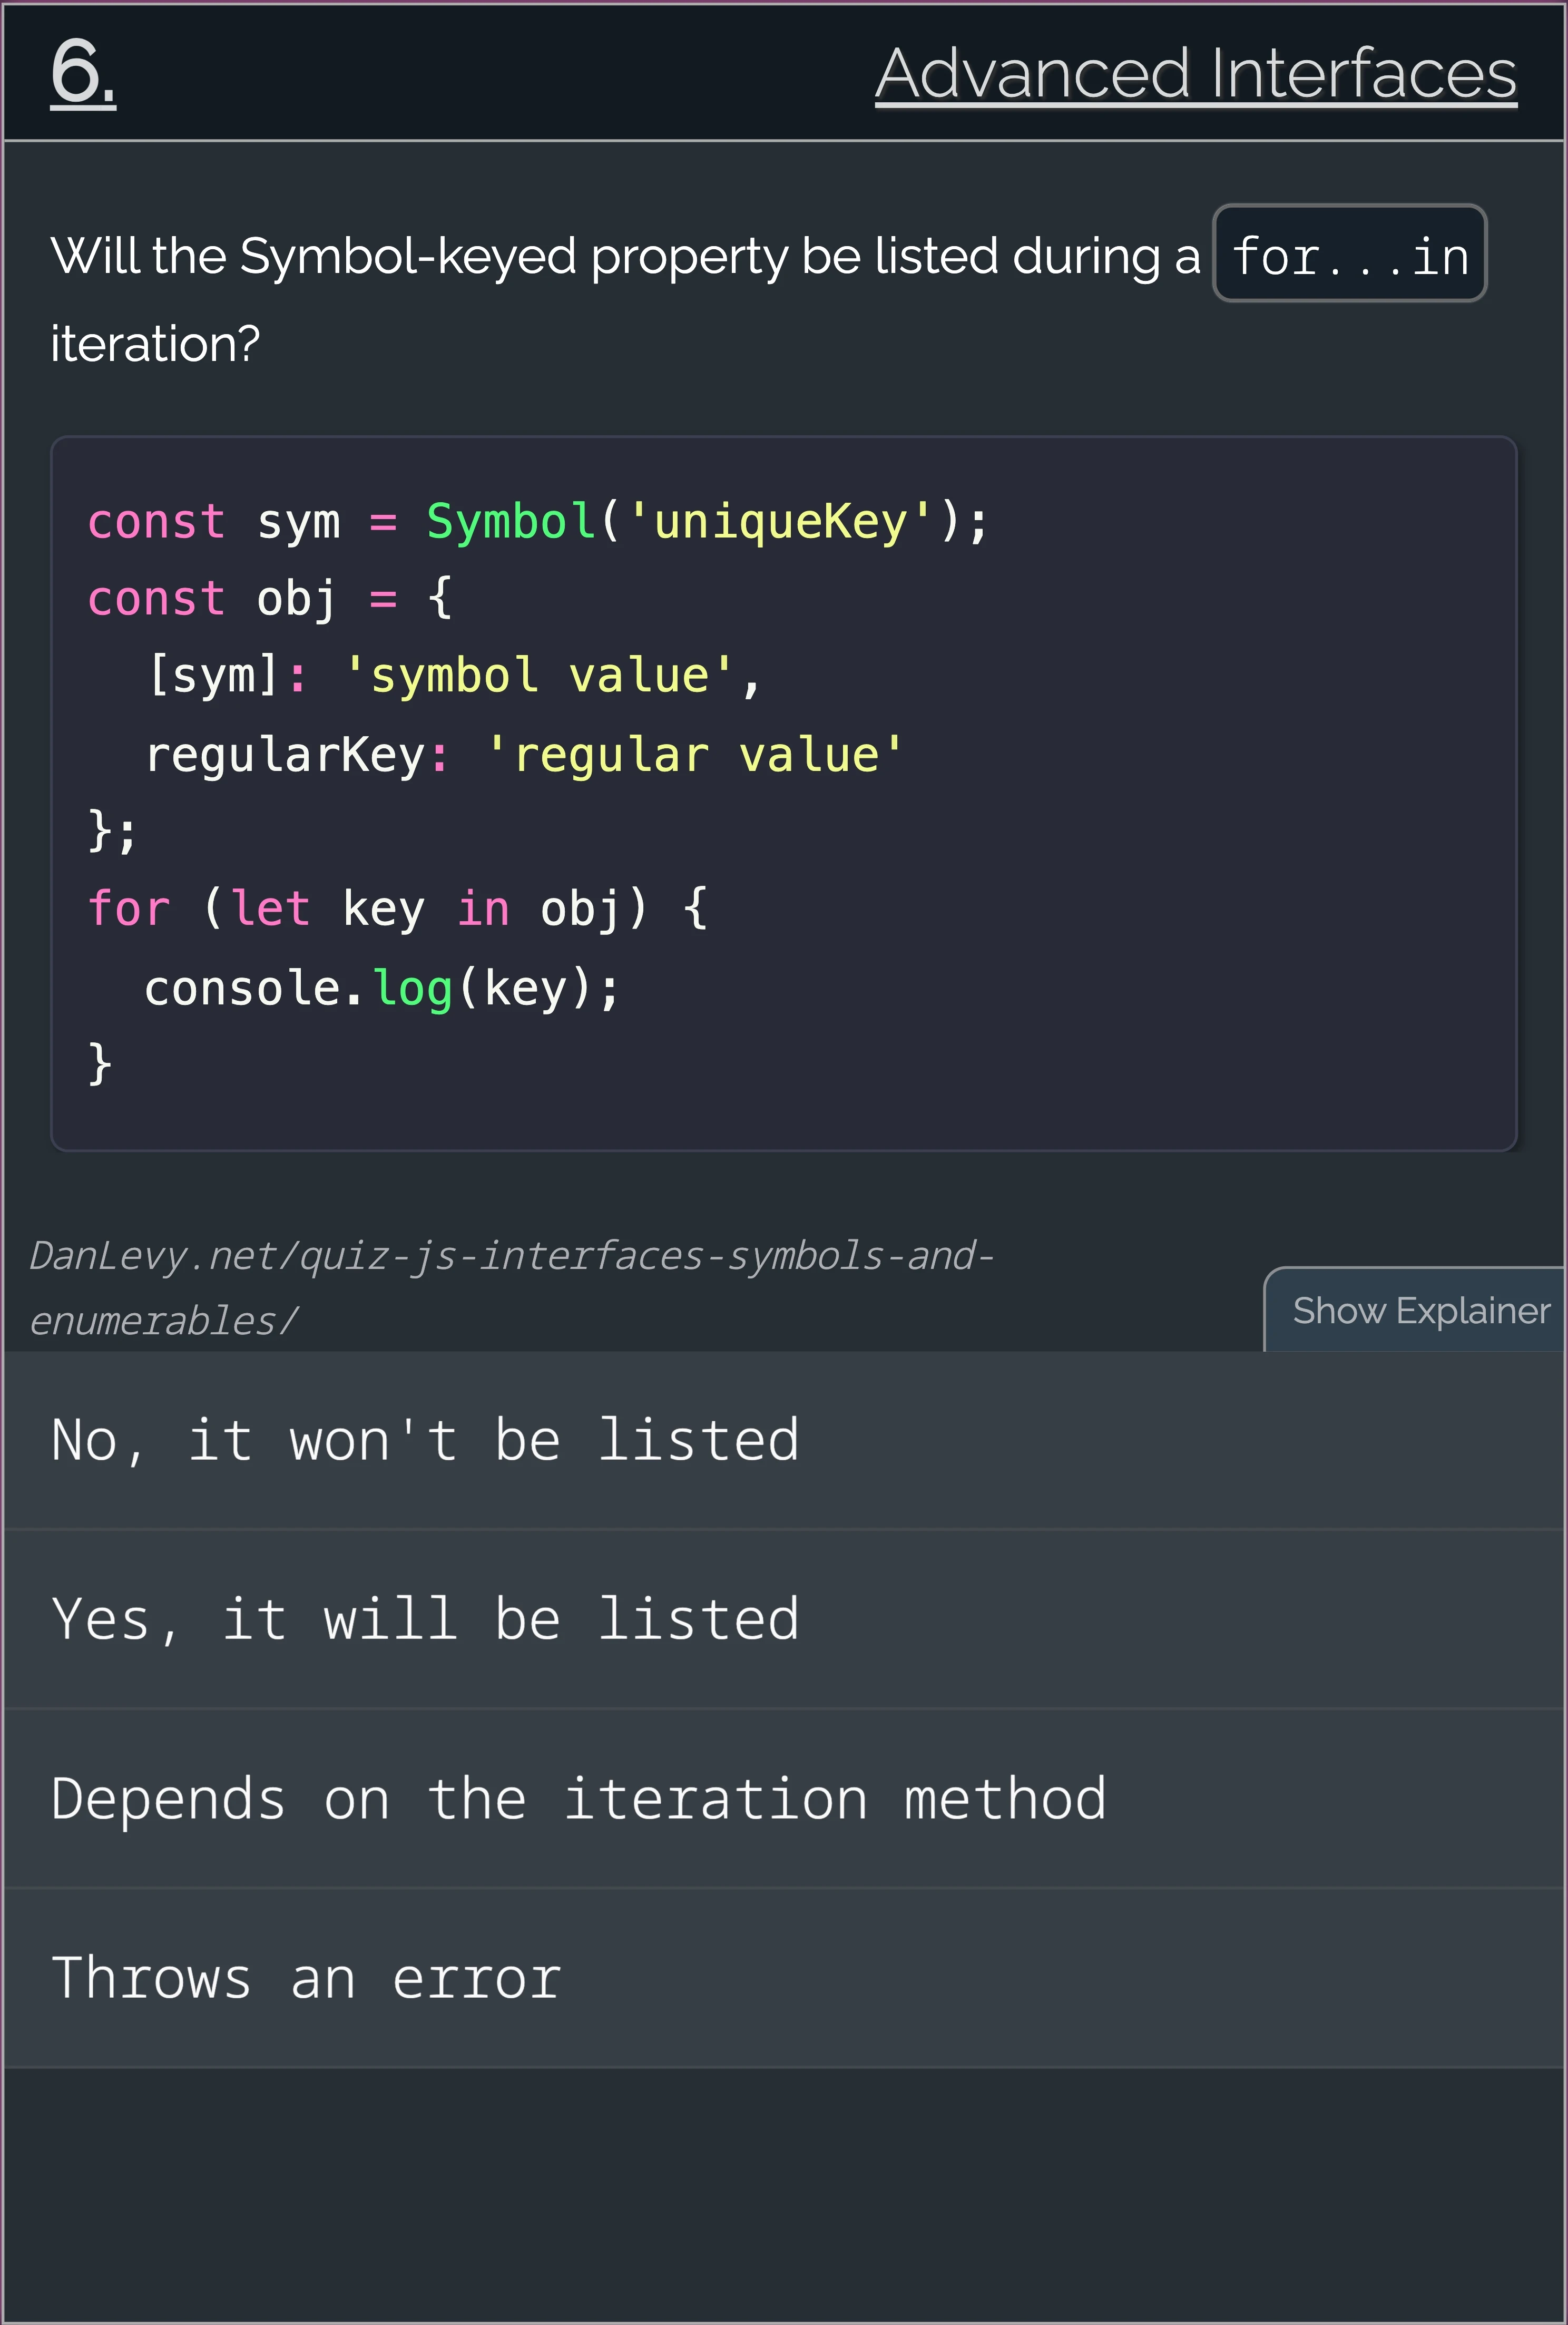 6.
Advanced Interfaces
Will the Symbol-keyed property be listed during a for...in
iteration?
const sym = Symbol('uniqueKey');
const obj = {
  [sym]: 'symbol value',
  regularKey: 'regular value'
};
for (let key in obj) {
  console.log(key);
}
DanLevy.net/quiz-js-interfaces-symbols-and-
enumerables/
Show Explainer
No, it won't be listed
Yes, it will be listed
Depends on the iteration method
Throws an error